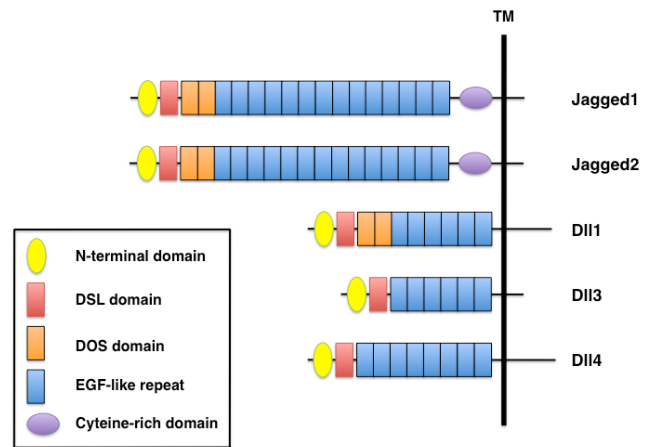 TM
Jagged1
Jagged2
Dll1
Dll3
Dll4
N-terminal domain
DSL domain
DOS domain
EGF-like repeat
Cyteine-rich domain